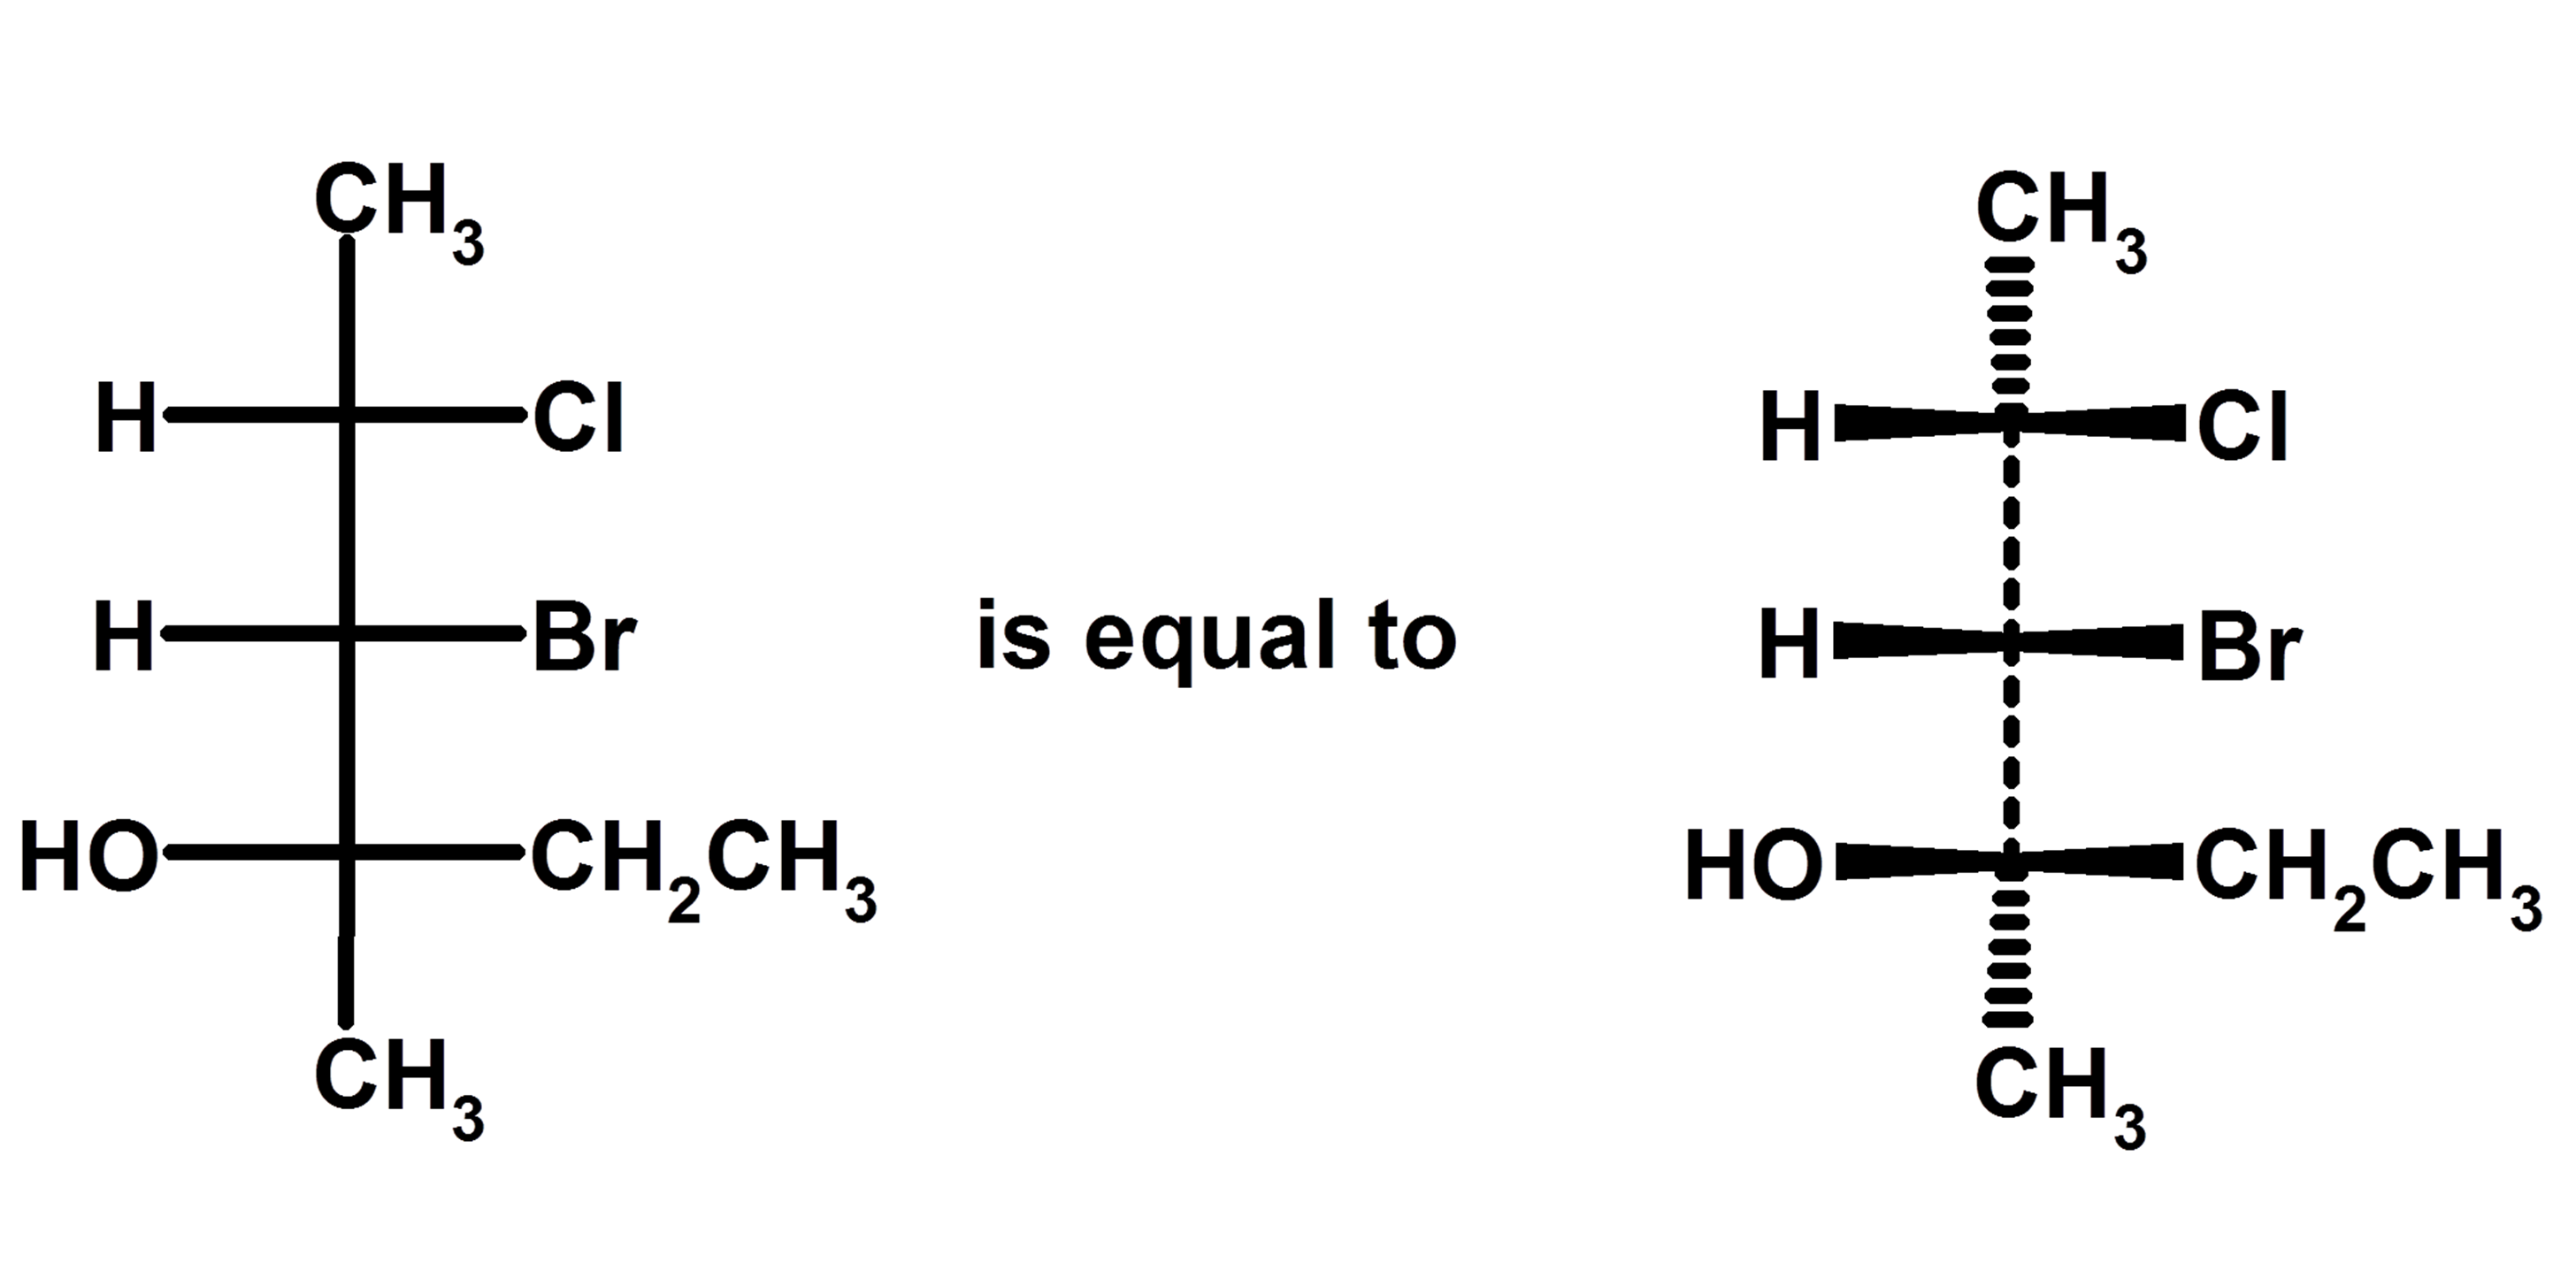 CH3
H Cl
H Br
HO CH2CH3
CH3
is equal to
CH3
H Cl
H Br
HO CH2CH3
CH3